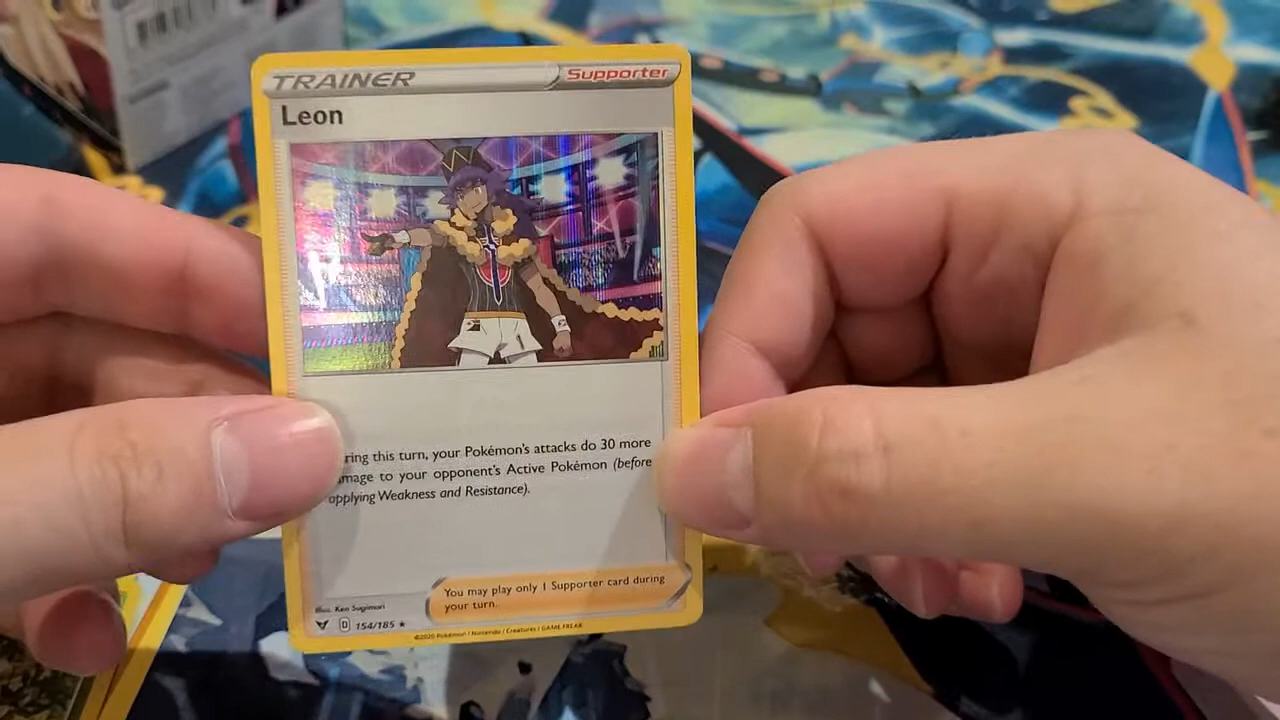 TRAINER
Supporter
Leon
ring this turn, your Pokémon's attacks do 30 more
mage to your opponent's Active Pokémon (before
applying Weakness and Resistance).
You may play only 1 Supporter card during
your turn.
Illus. Ken Sugimori
D 154/185 ★
©2020 Pokémon / Nintendo / Creatures / GAME FREAK